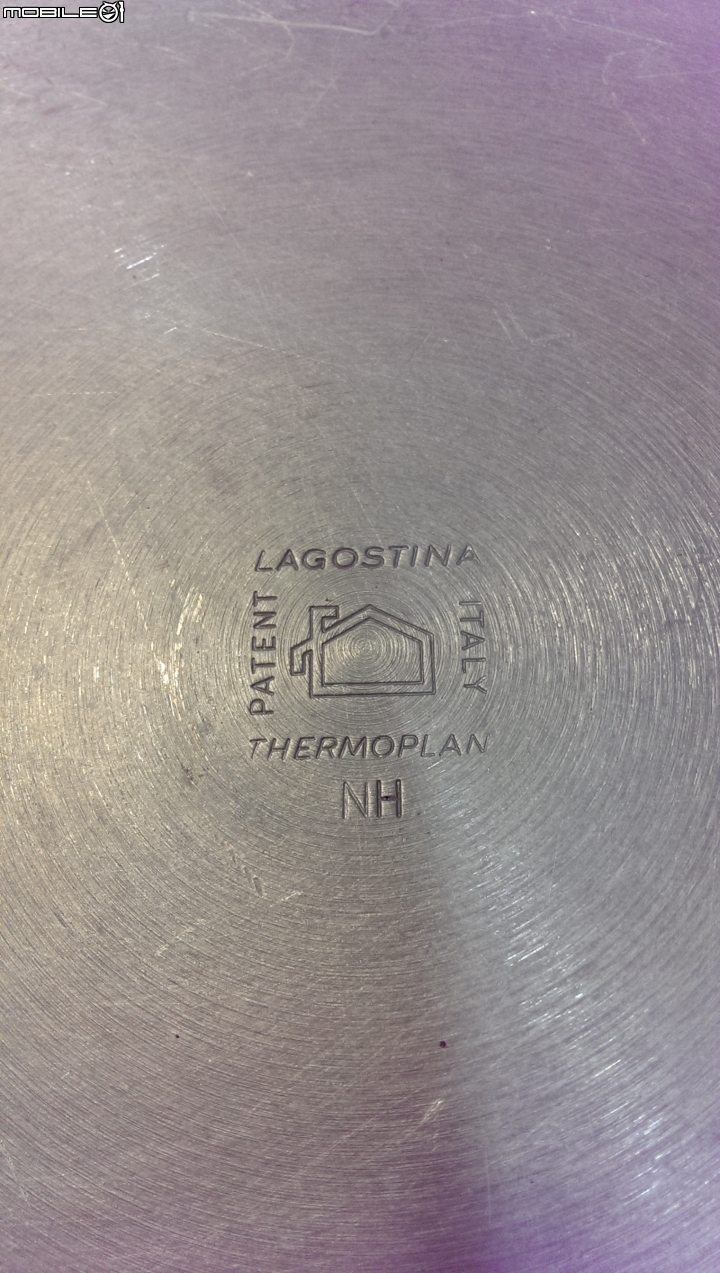 MOBILE01
LAGOSTINA
PATENT
ITALY
THERMOPLAN
NH